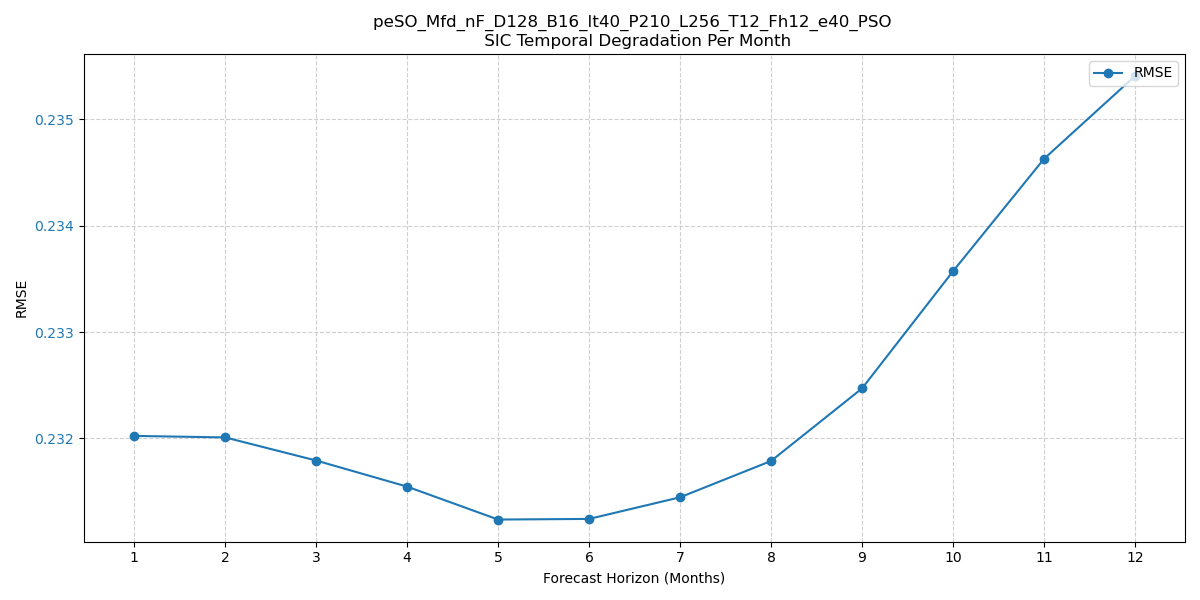 peSO_Mfd_nF_D128_B16_lt40_P210_L256_T12_Fh12_e40_PSO
SIC Temporal Degradation Per Month
RMSE
0.235
0.234
0.233
0.232
RMSE
1 2 3 4 5 6 7 8 9 10 11 12
Forecast Horizon (Months)